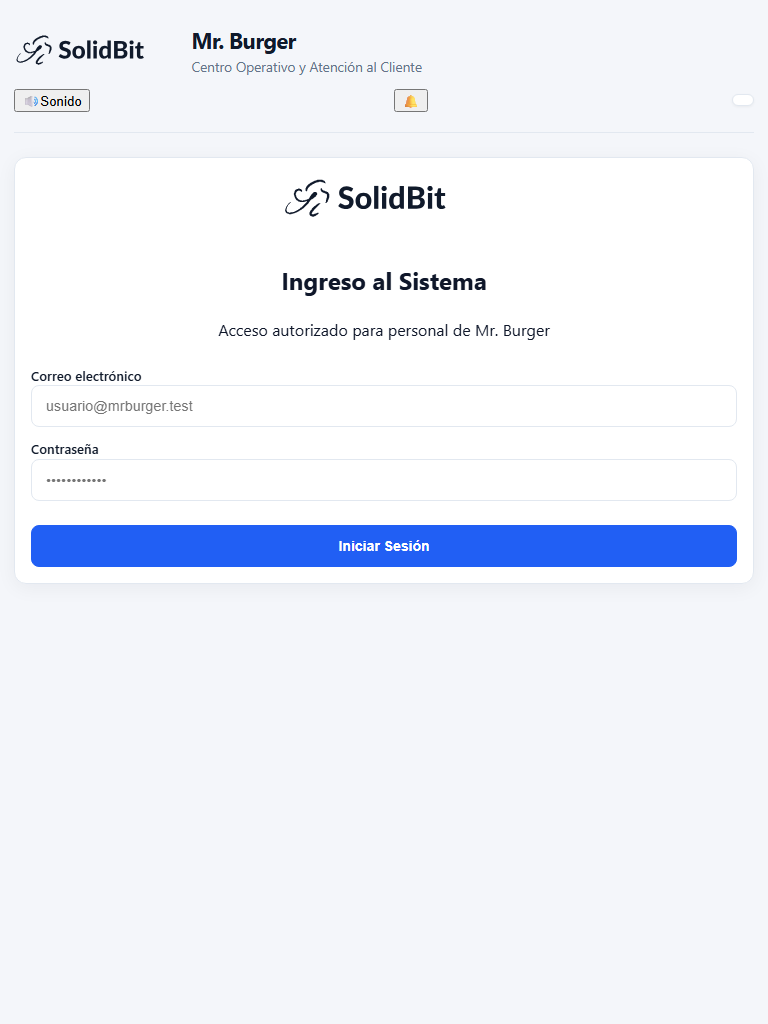 SolidBit
Mr. Burger
Centro Operativo y Atención al Cliente
Sonido
SolidBit
Ingreso al Sistema
Acceso autorizado para personal de Mr. Burger
Correo electrónico
usuario@mrburger.test
Contraseña
••••••••••••
Iniciar Sesión